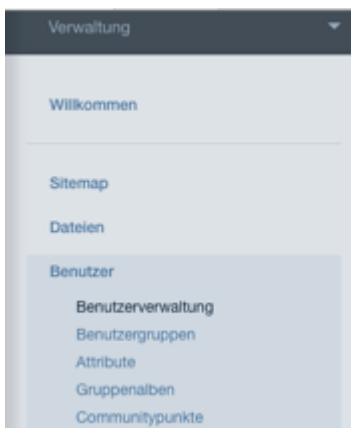 Verwaltung
Willkommen
Sitemap
Dateien
Benutzer
Benutzerverwaltung
Benutzergruppen
Attribute
Gruppenalben
Communitypunkte